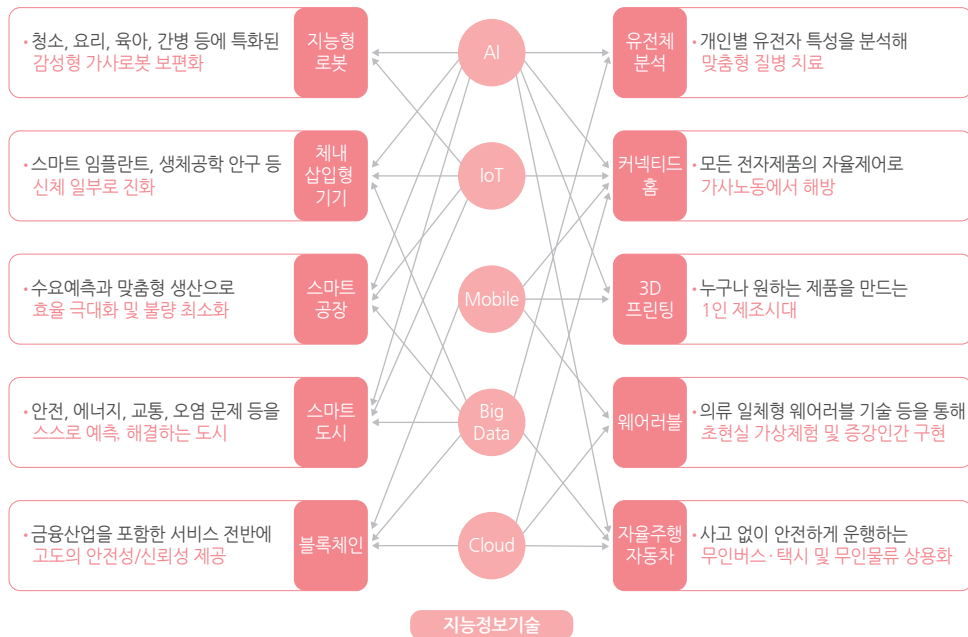 · 청소, 요리, 육아, 간병 등에 특화된
감성형 가사로봇 보편화
지능형
로봇
AI
유전체
분석
· 개인별 유전자 특성을 분석해
맞춤형 질병 치료
· 스마트 임플란트, 생체공학 안구 등
신체 일부로 진화
체내
삽입형
기기
IoT
커넥티드
홈
· 모든 전자제품의 자율제어로
가사노동에서 해방
· 수요예측과 맞춤형 생산으로
효율 극대화 및 불량 최소화
스마트
공장
Mobile
3D
프린팅
· 누구나 원하는 제품을 만드는
1인 제조시대
· 안전, 에너지, 교통, 오염 문제 등을
스스로 예측, 해결하는 도시
스마트
도시
Big
Data
웨어러블
· 의류 일체형 웨어러블 기술 등을 통해
초현실 가상체험 및 증강인간 구현
· 금융산업을 포함한 서비스 전반에
고도의 안전성/신뢰성 제공
블록체인
Cloud
자율주행
자동차
· 사고 없이 안전하게 운행하는
무인버스·택시 및 무인물류 상용화
지능정보기술